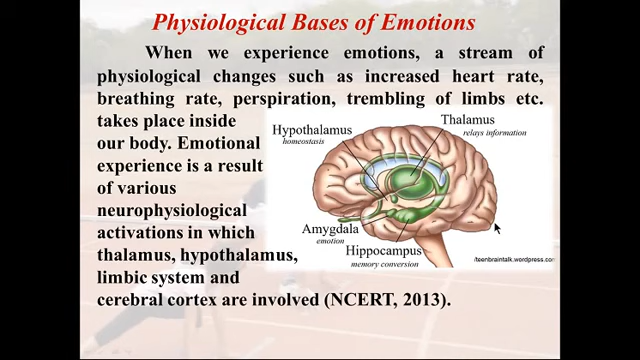 Physiological Bases of Emotions
When we experience emotions, a stream of
physiological changes such as increased heart rate,
breathing rate, perspiration, trembling of limbs etc.
takes place inside
our body. Emotional
experience is a result
of various
neurophysiological
activations in which
thalamus, hypothalamus,
limbic system and
cerebral cortex are involved (NCERT, 2013).
Thalamus
relays information
Hypothalamus
homeostasis
Amygdala
emotion
Hippocampus
memory conversion
/teenbraintalk.wordpress.com